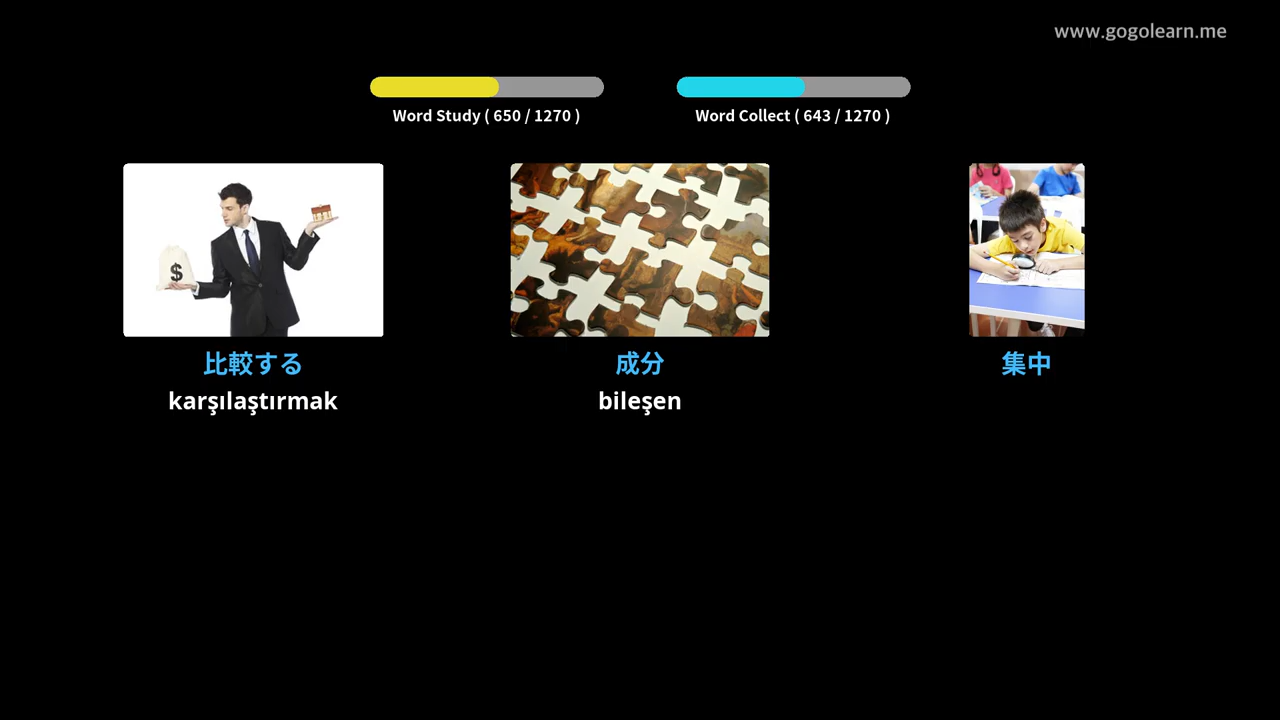 www.gogolearn.me
Word Study ( 650 / 1270 )
Word Collect ( 643 / 1270 )
$
比較する
成分
集中
karşılaştırmak
bileşen